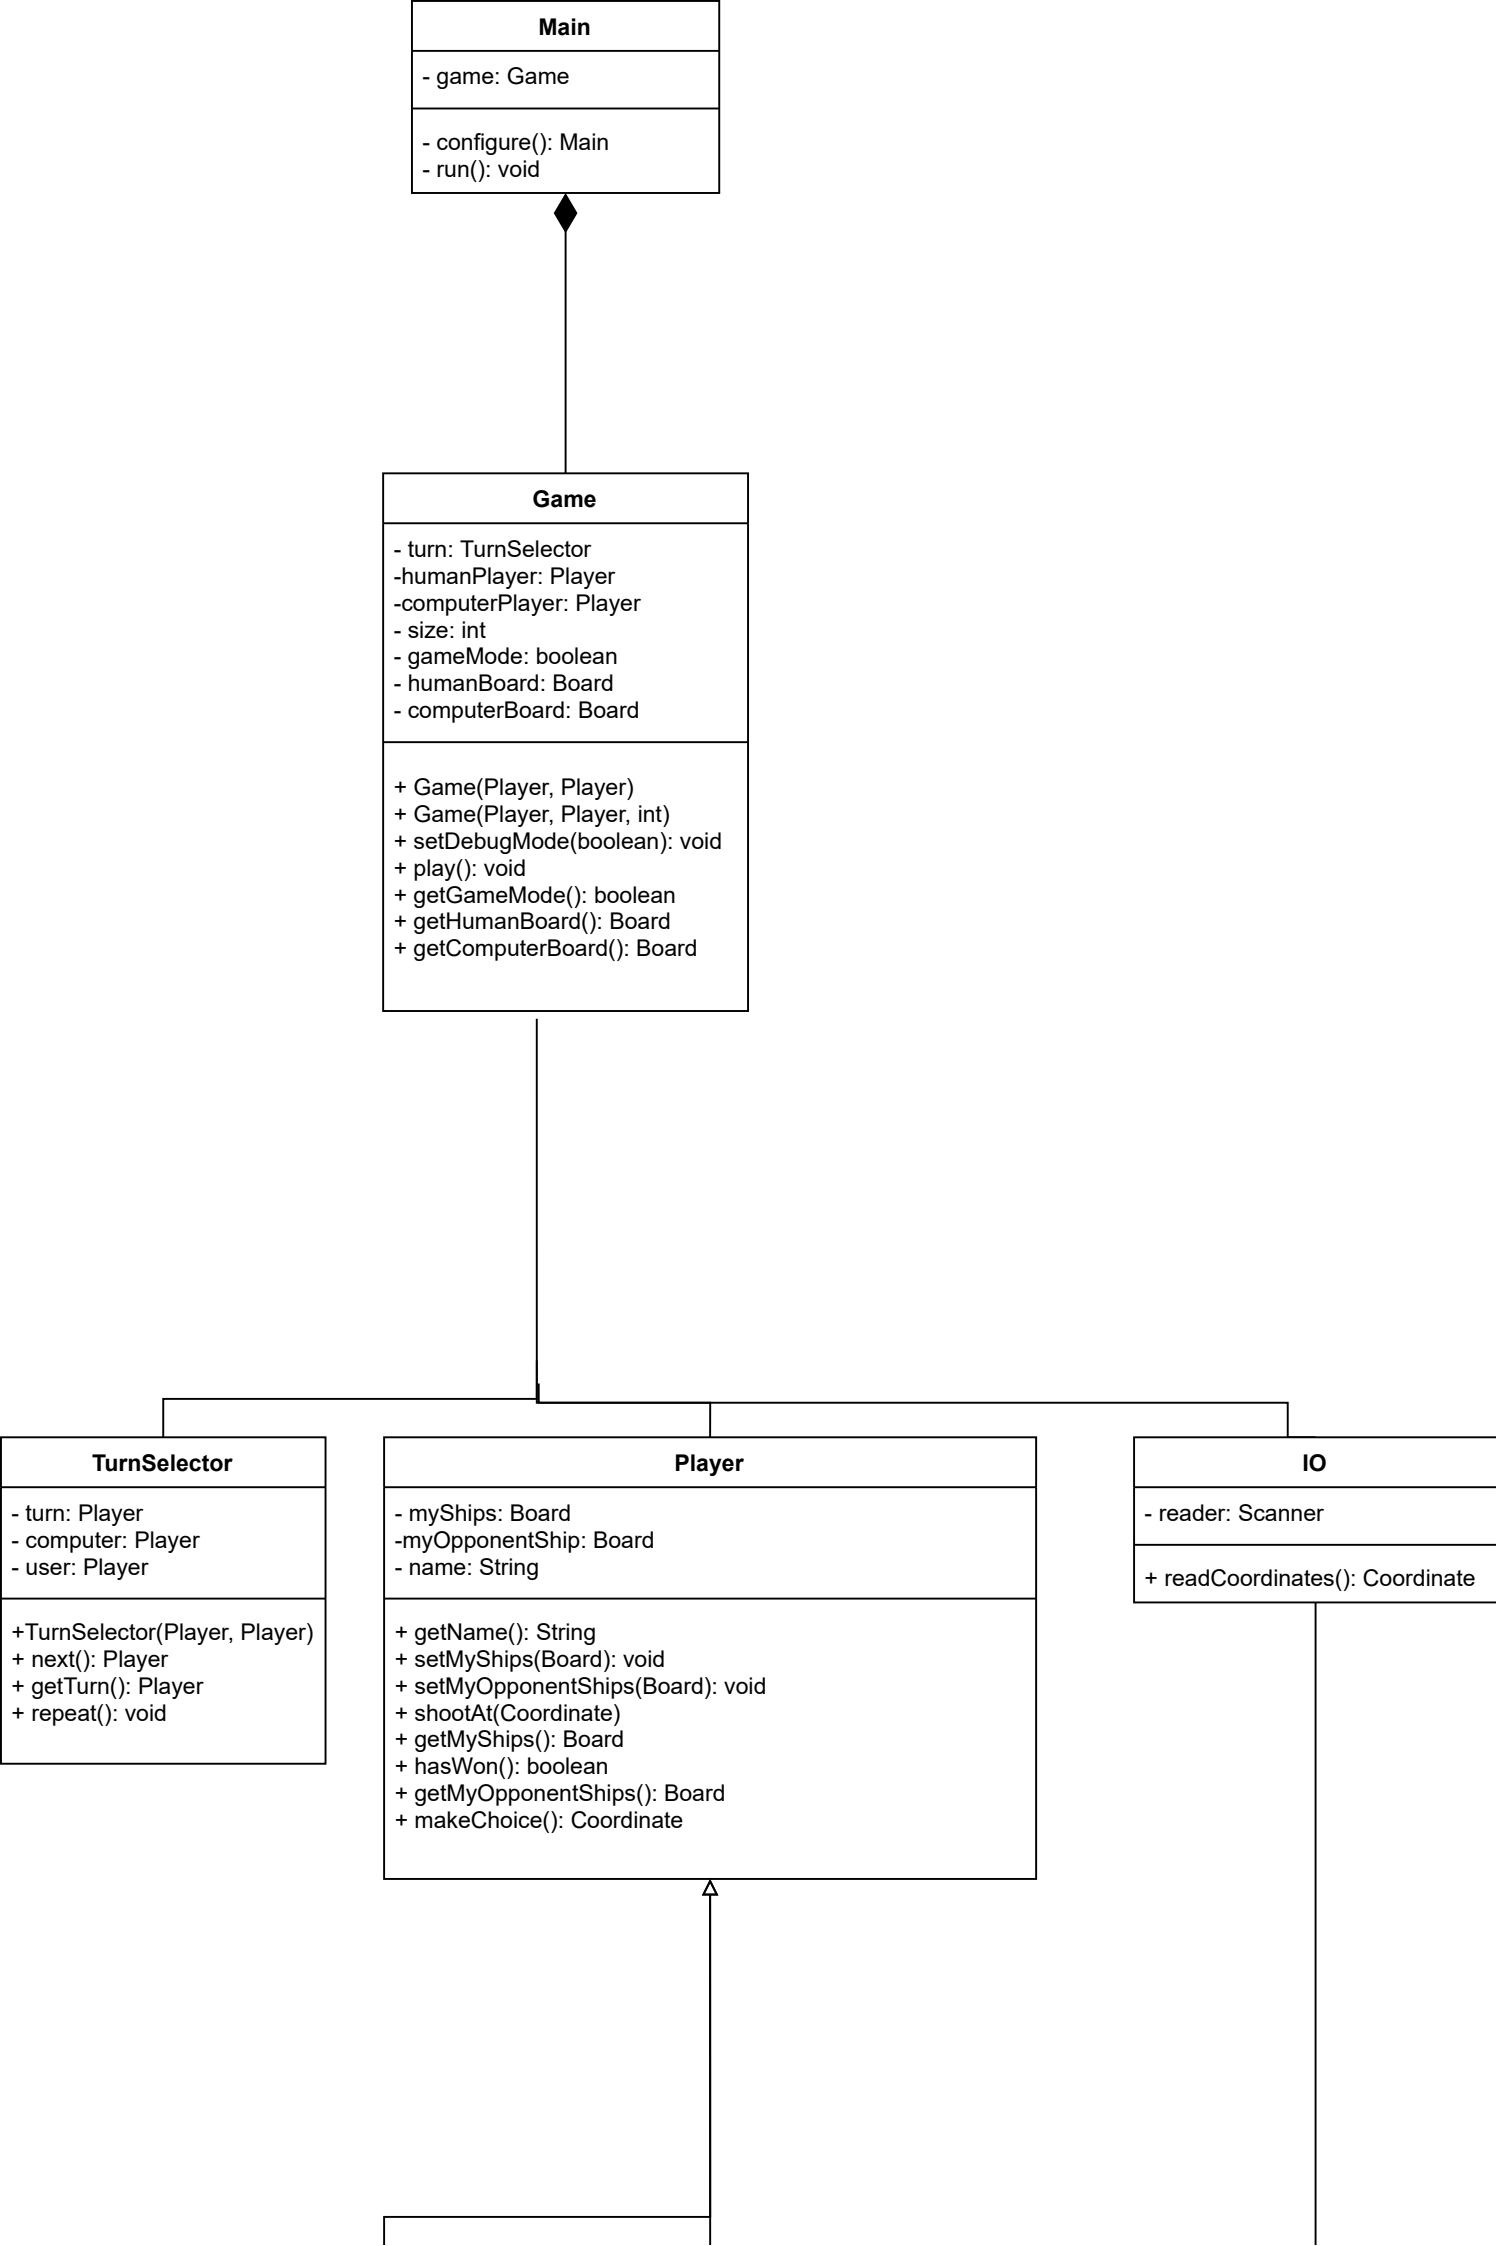 Main
- game: Game
- configure(): Main
- run(): void
Game
- turn: TurnSelector
-humanPlayer: Player
-computerPlayer: Player
- size: int
- gameMode: boolean
- humanBoard: Board
- computerBoard: Board
+ Game(Player, Player)
+ Game(Player, Player, int)
+ setDebugMode(boolean): void
+ play(): void
+ getGameMode(): boolean
+ getHumanBoard(): Board
+ getComputerBoard(): Board
TurnSelector
- turn: Player
- computer: Player
- user: Player
+TurnSelector(Player, Player)
+ next(): Player
+ getTurn(): Player
+ repeat(): void
Player
- myShips: Board
-myOpponentShip: Board
- name: String
+ getName(): String
+ setMyShips(Board): void
+ setMyOpponentShips(Board): void
+ shootAt(Coordinate)
+ getMyShips(): Board
+ hasWon(): boolean
+ getMyOpponentShips(): Board
+ makeChoice(): Coordinate
IO
- reader: Scanner
+ readCoordinates(): Coordinate